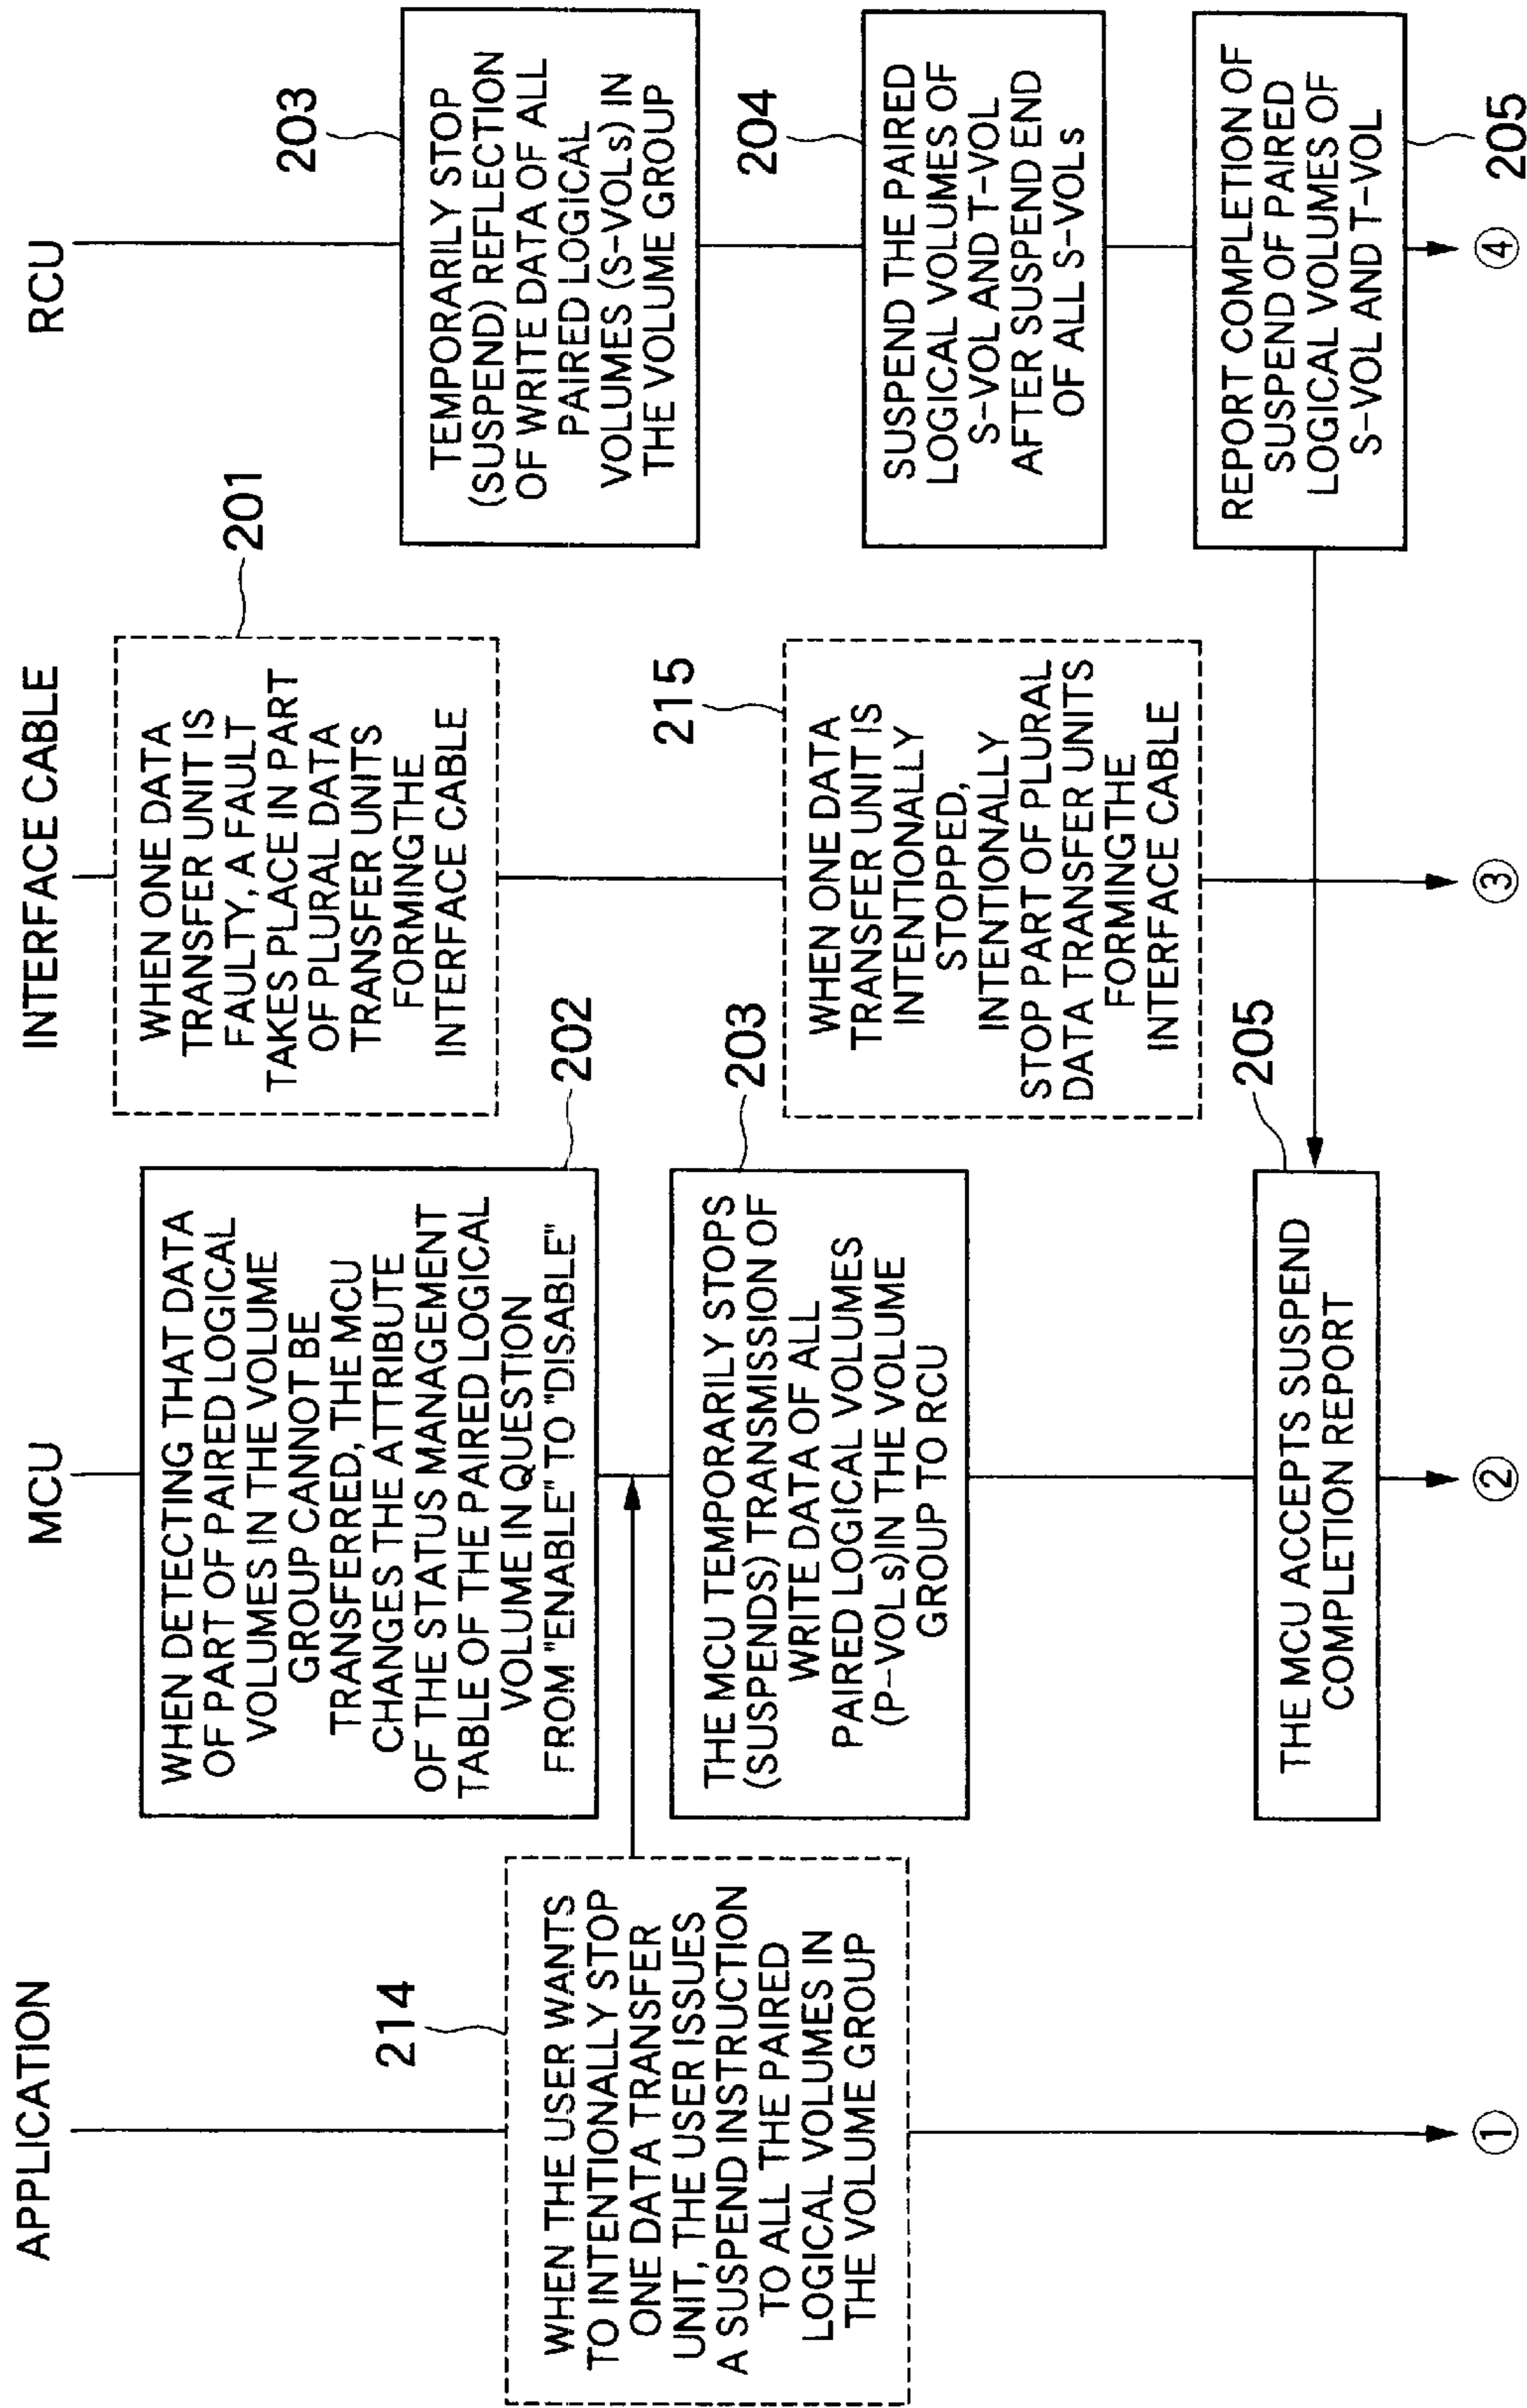 APPLICATION
214
WHEN THE USER WANTS
TO INTENTIONALLY STOP
ONE DATA TRANSFER
UNIT, THE USER ISSUES
A SUSPEND INSTRUCTION
TO ALL THE PAIRED
LOGICAL VOLUMES IN
THE VOLUME GROUP
①
MCU
WHEN DETECTING THAT DATA
OF PART OF PAIRED LOGICAL
VOLUMES IN THE VOLUME
GROUP CANNOT BE
TRANSFERRED, THE MCU
CHANGES THE ATTRIBUTE
OF THE STATUS MANAGEMENT
TABLE OF THE PAIRED LOGICAL
VOLUME IN QUESTION
FROM "ENABLE" TO "DISABLE"
202
203
THE MCU TEMPORARILY STOPS
(SUSPENDS) TRANSMISSION OF
WRITE DATA OF ALL
PAIRED LOGICAL VOLUMES
(P-VOLs)IN THE VOLUME
GROUP TO RCU
205
THE MCU ACCEPTS SUSPEND
COMPLETION REPORT
②
INTERFACE CABLE
201
WHEN ONE DATA
TRANSFER UNIT IS
FAULTY, A FAULT
TAKES PLACE IN PART
OF PLURAL DATA
TRANSFER UNITS
FORMINGTHE
INTERFACE CABLE
215
WHEN ONE DATA
TRANSFER UNIT IS
INTENTIONALLY
STOPPED,
INTENTIONALLY
STOP PART OF PLURAL
DATA TRANSFER UNITS
FORMINGTHE
INTERFACE CABLE
③
RCU
203
TEMPORARILY STOP
(SUSPEND) REFLECTION
OF WRITE DATA OF ALL
PAIRED LOGICAL
VOLUMES (S-VOLs) IN
THE VOLUME GROUP
204
SUSPEND THE PAIRED
LOGICAL VOLUMES OF
S-VOL AND T-VOL
AFTER SUSPEND END
OF ALL S-VOLs
REPORT COMPLETION OF
SUSPEND OF PAIRED
LOGICAL VOLUMES OF
S-VOL AND T-VOL
205
④